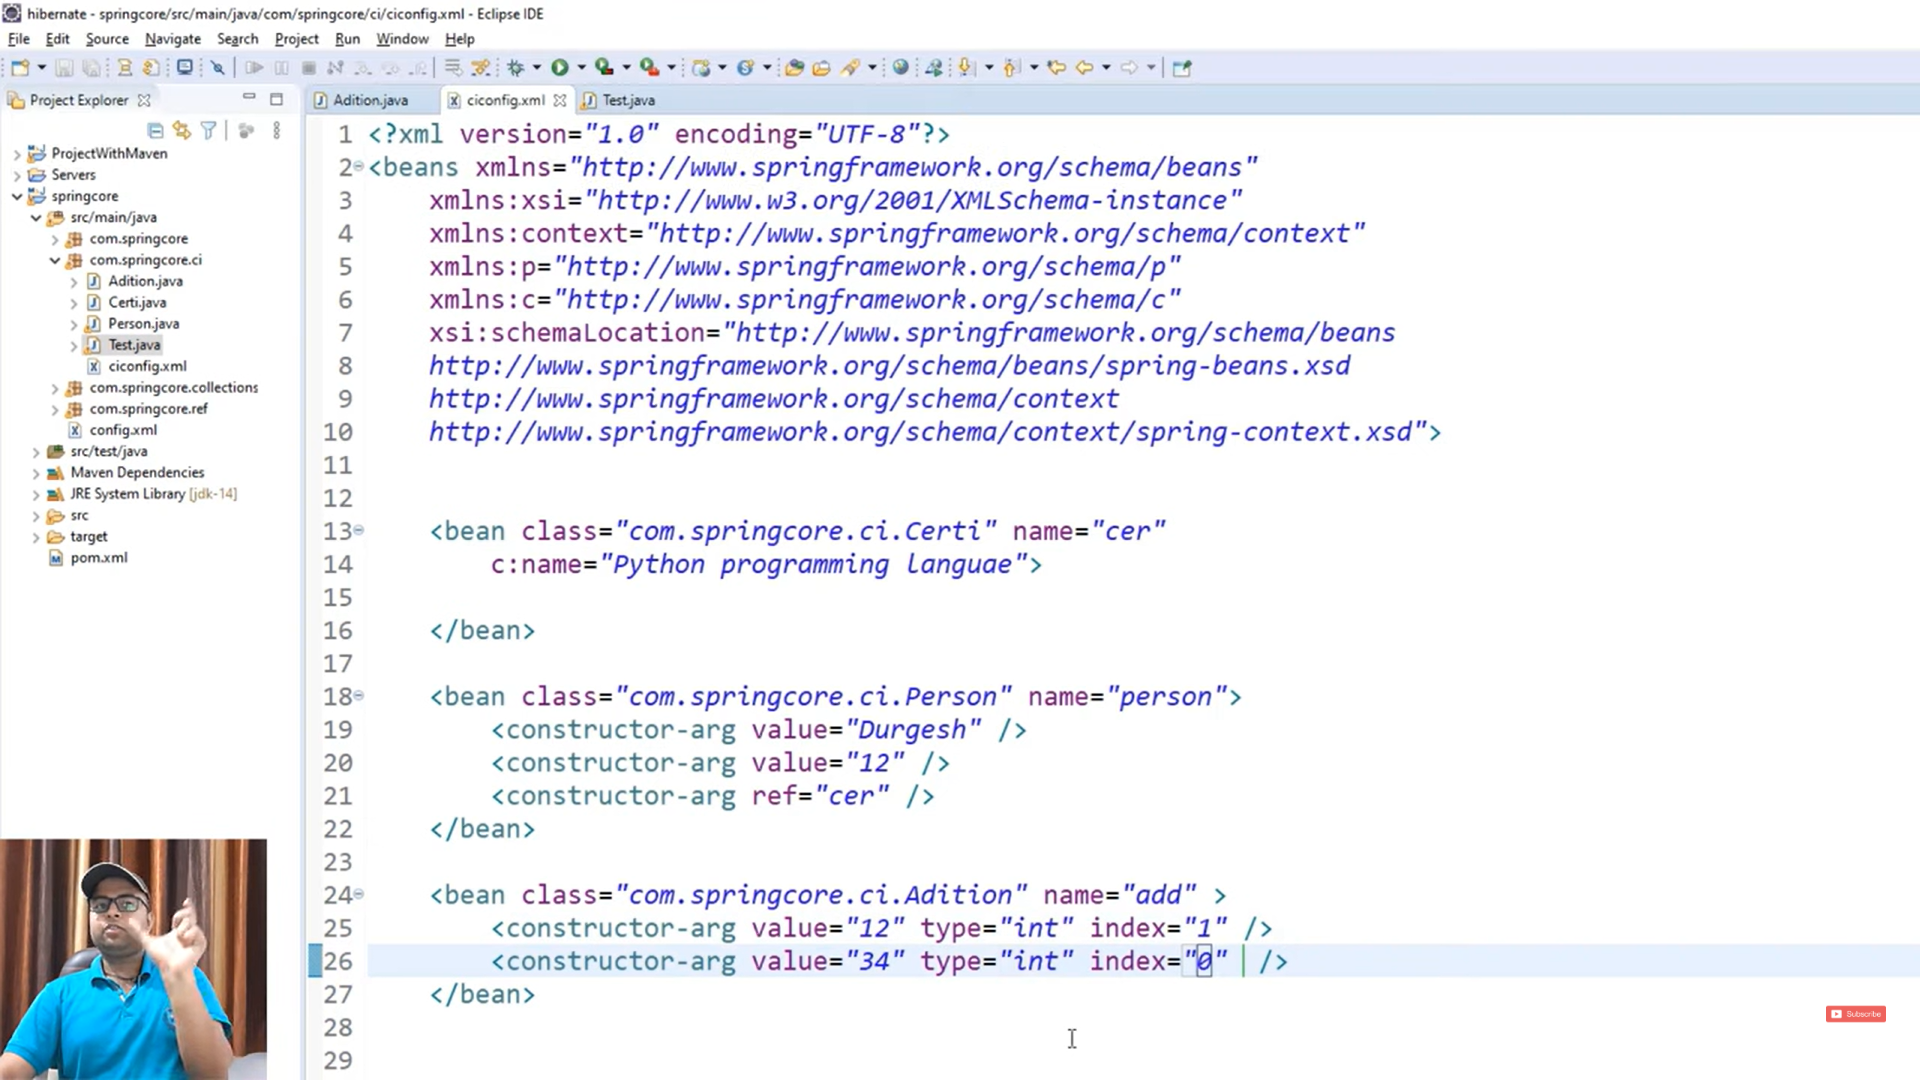 hibernate - springcore/src/main/java/com/springcore/ci/ciconfig.xml - Eclipse IDE
File Edit Source Navigate Search Project Run Window Help
Project Explorer
Adition.java ciconfig.xml Test.java
ProjectWithMaven
Servers
springcore
src/main/java
com.springcore
com.springcore.ci
Adition.java
Certi.java
Person.java
Test.java
ciconfig.xml
com.springcore.collections
com.springcore.ref
config.xml
src/test/java
Maven Dependencies
JRE System Library [jdk-14]
src
target
pom.xml
1 <?xml version="1.0" encoding="UTF-8"?>
2 <beans xmlns="http://www.springframework.org/schema/beans"
3 xmlns:xsi="http://www.w3.org/2001/XMLSchema-instance"
4 xmlns:context="http://www.springframework.org/schema/context"
5 xmlns:p="http://www.springframework.org/schema/p"
6 xmlns:c="http://www.springframework.org/schema/c"
7 xsi:schemaLocation="http://www.springframework.org/schema/beans
8 http://www.springframework.org/schema/beans/spring-beans.xsd
9 http://www.springframework.org/schema/context
10 http://www.springframework.org/schema/context/spring-context.xsd">
11
12
13 <bean class="com.springcore.ci.Certi" name="cer"
14 c:name="Python programming languae">
15
16 </bean>
17
18 <bean class="com.springcore.ci.Person" name="person">
19 <constructor-arg value="Durgesh" />
20 <constructor-arg value="12" />
21 <constructor-arg ref="cer" />
22 </bean>
23
24 <bean class="com.springcore.ci.Adition" name="add" >
25 <constructor-arg value="12" type="int" index="1" />
26 <constructor-arg value="34" type="int" index="0" />
27 </bean>
28
29
Subscribe